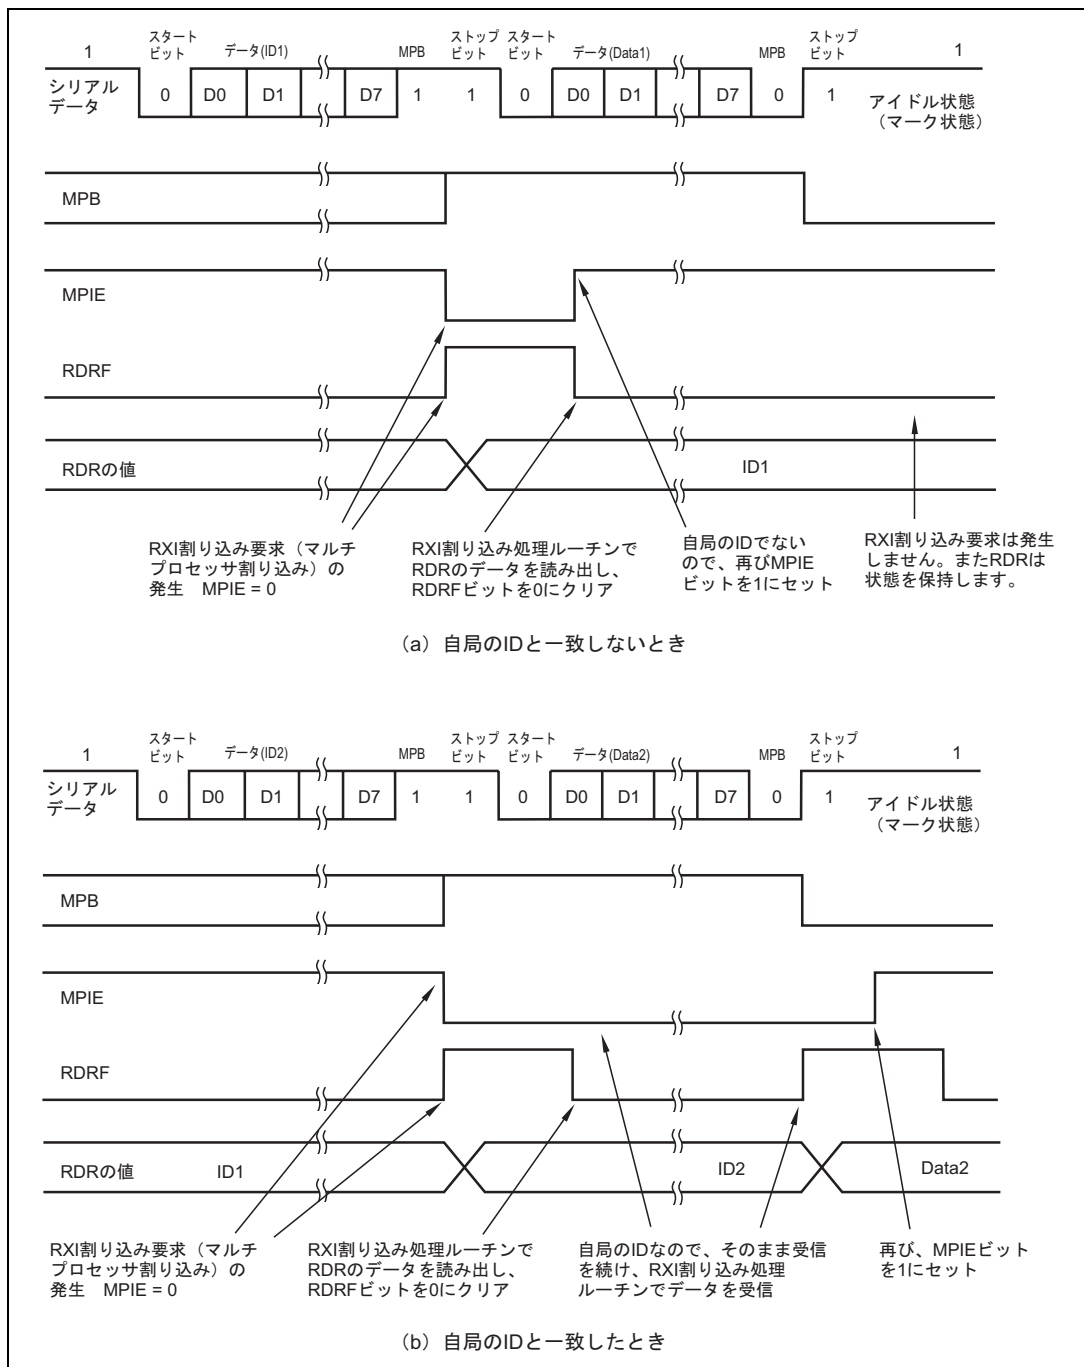 スタート ストップ スタート ストップ
1 ビット データ(ID1) MPB ビット ビット データ(Data1) MPB ビット 1
シリアル
データ
0 D0 D1 D7 1 1 0 D0 D1 D7 0 1
アイドル状態
（マーク状態）
MPB
MPIE
RDRF
RDRの値 ID1
RXI割り込み要求（マルチ
プロセッサ割り込み）の
発生 MPIE = 0
RXI割り込み処理ルーチンで
RDRのデータを読み出し、
RDRFビットを0にクリア
自局のIDでない
ので、再びMPIE
ビットを1にセット
RXI割り込み要求は発生
しません。またRDRは
状態を保持します。
（a）自局のIDと一致しないとき
スタート ストップ スタート ストップ
1 ビット データ(ID2) MPB ビット ビット データ(Data2) MPB ビット 1
シリアル
データ
0 D0 D1 D7 1 1 0 D0 D1 D7 0 1
アイドル状態
（マーク状態）
MPB
MPIE
RDRF
RDRの値 ID1 ID2 Data2
RXI割り込み要求（マルチ
プロセッサ割り込み）の
発生 MPIE = 0
RXI割り込み処理ルーチンで
RDRのデータを読み出し、
RDRFビットを0にクリア
自局のIDなので、そのまま受信
を続け、RXI割り込み処理
ルーチンでデータを受信
再び、MPIEビット
を1にセット
（b）自局のIDと一致したとき